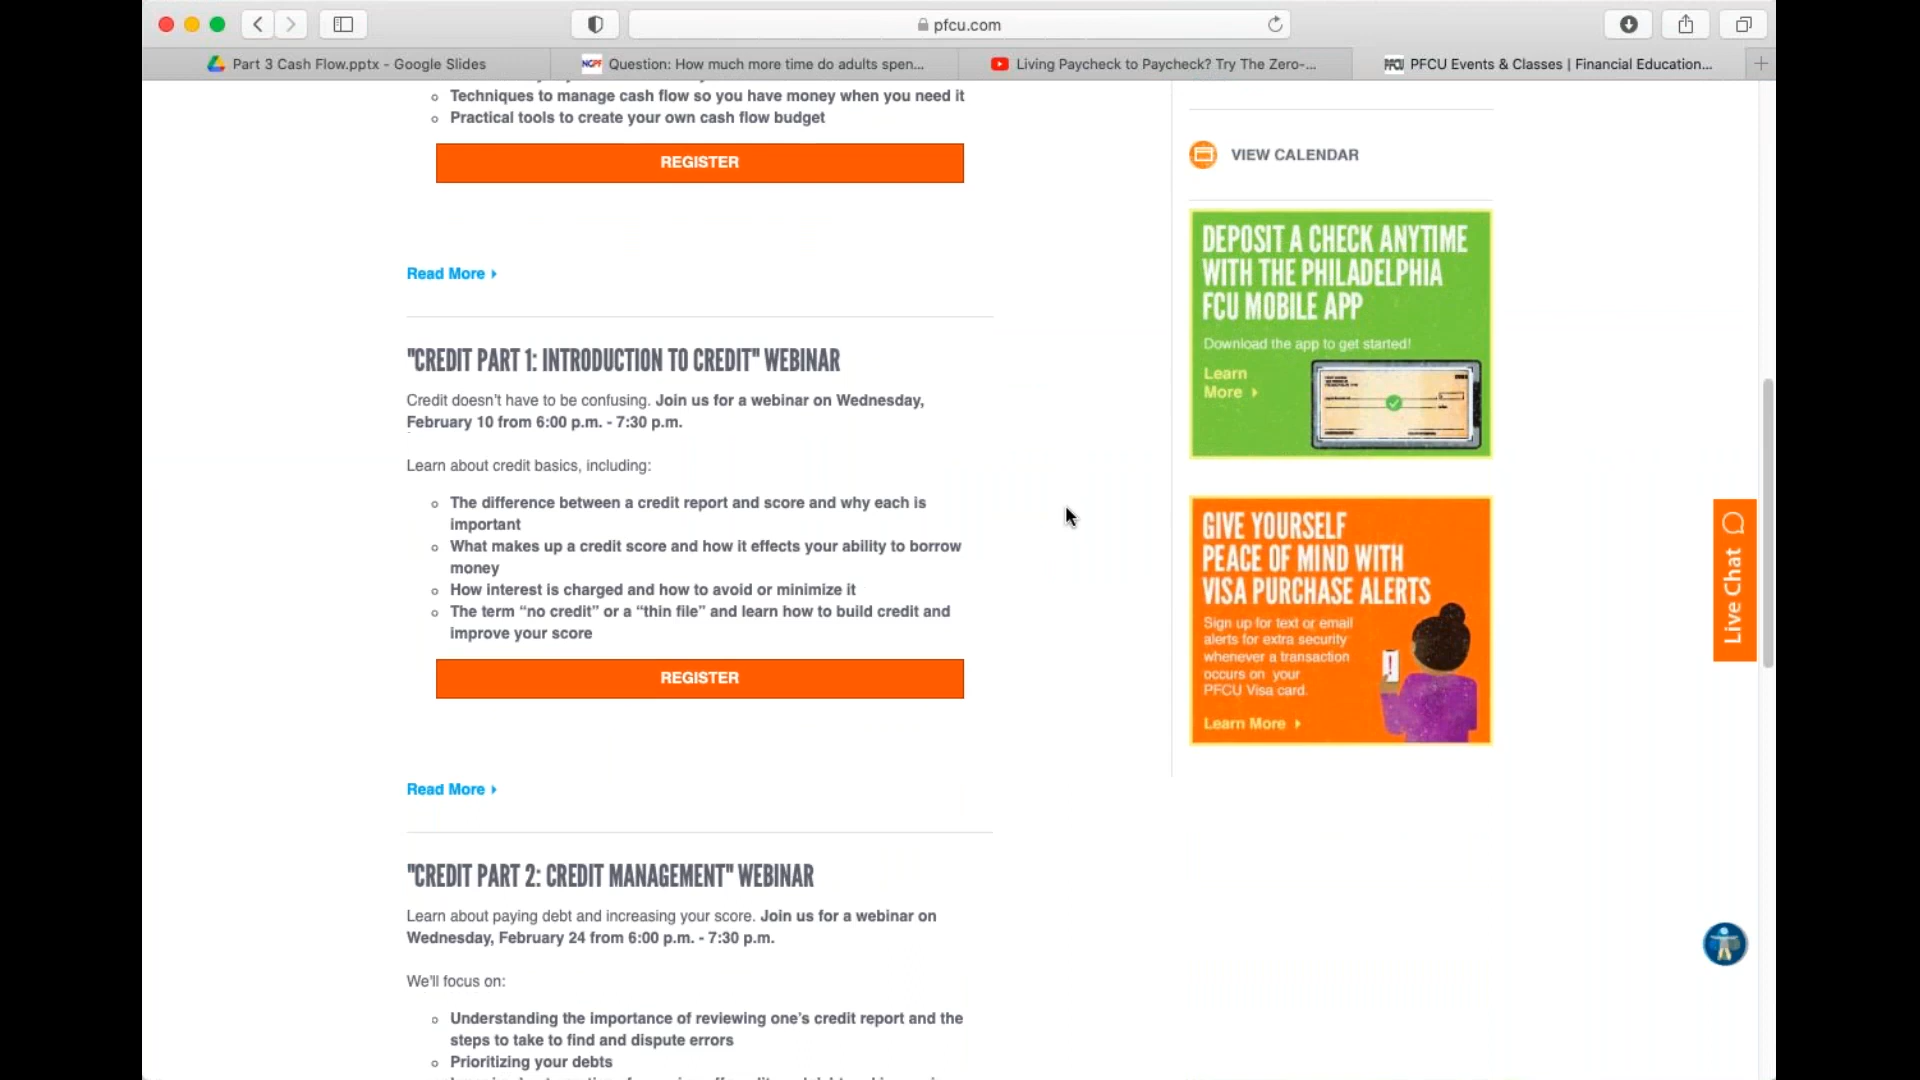 pfcu.com
Part 3 Cash Flow.pptx - Google Slides
NGPF Question: How much more time do adults spen...
Living Paycheck to Paycheck? Try The Zero-...
PFCU PFCU Events & Classes | Financial Education...
Techniques to manage cash flow so you have money when you need it
Practical tools to create your own cash flow budget
REGISTER
Read More
"CREDIT PART 1: INTRODUCTION TO CREDIT" WEBINAR
Credit doesn't have to be confusing. Join us for a webinar on Wednesday,
February 10 from 6:00 p.m. - 7:30 p.m.
Learn about credit basics, including:
The difference between a credit report and score and why each is
important
What makes up a credit score and how it effects your ability to borrow
money
How interest is charged and how to avoid or minimize it
The term “no credit” or a “thin file” and learn how to build credit and
improve your score
REGISTER
Read More
"CREDIT PART 2: CREDIT MANAGEMENT" WEBINAR
Learn about paying debt and increasing your score. Join us for a webinar on
Wednesday, February 24 from 6:00 p.m. - 7:30 p.m.
We'll focus on:
Understanding the importance of reviewing one's credit report and the
steps to take to find and dispute errors
Prioritizing your debts
VIEW CALENDAR
DEPOSIT A CHECK ANYTIME
WITH THE PHILADELPHIA
FCU MOBILE APP
Download the app to get started!
Learn
More
GIVE YOURSELF
PEACE OF MIND WITH
VISA PURCHASE ALERTS
Sign up for text or email
alerts for extra security
whenever a transaction
occurs on your
PFCU Visa card.
Learn More
Live Chat